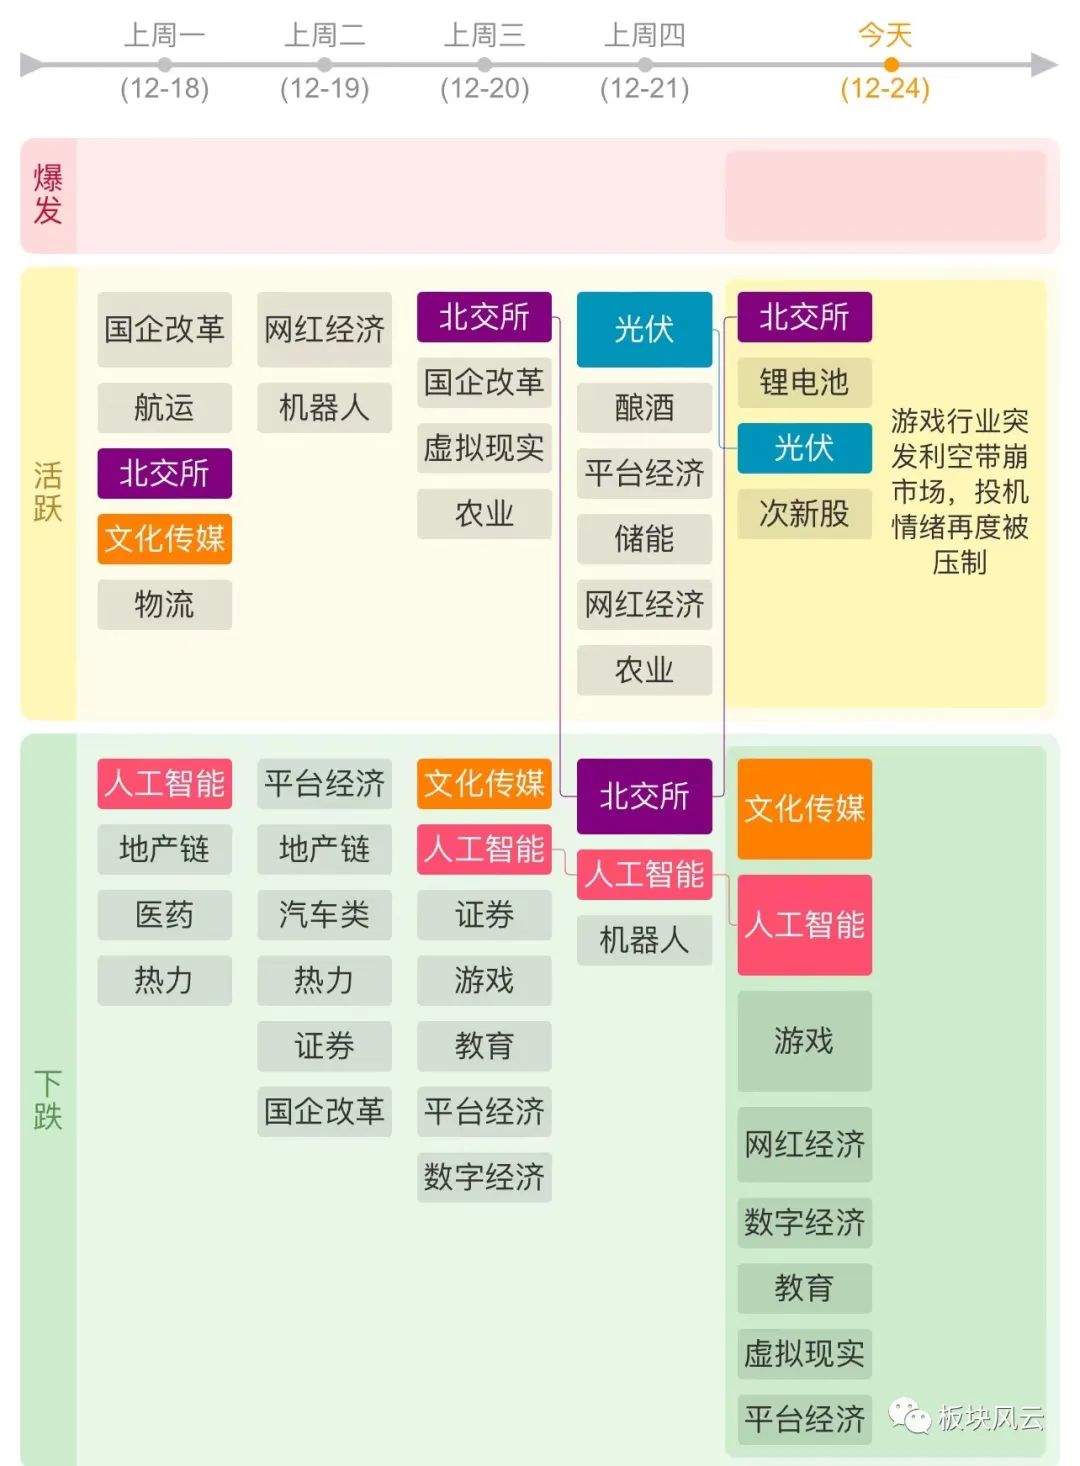 上周一
上周二
上周三
上周四
今天
(12-18)
(12-19)
(12-20)
(12-21)
(12-24)
爆发
活跃
国企改革
航运
北交所
文化传媒
物流
网红经济
机器人
北交所
国企改革
虚拟现实
农业
光伏
酿酒
平台经济
储能
网红经济
农业
北交所
锂电池
光伏
次新股
游戏行业突
发利空带崩
市场，投机
情绪再度被
压制
下跌
人工智能
地产链
医药
热力
平台经济
地产链
汽车类
热力
证券
国企改革
文化传媒
人工智能
证券
游戏
教育
平台经济
数字经济
北交所
人工智能
机器人
文化传媒
人工智能
游戏
网红经济
数字经济
教育
虚拟现实
平台经济
板块风云